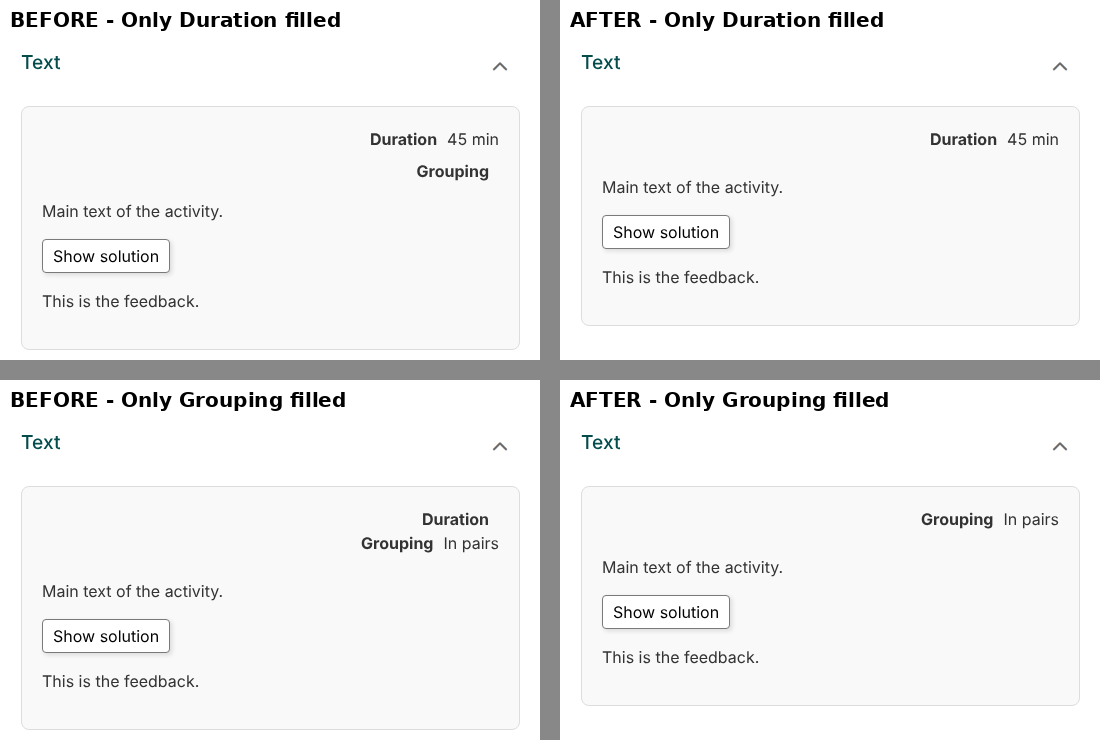 BEFORE - Only Duration filled
Text
Duration 45 min
Grouping
Main text of the activity.
Show solution
This is the feedback.
AFTER - Only Duration filled
Text
Duration 45 min
Main text of the activity.
Show solution
This is the feedback.
BEFORE - Only Grouping filled
Text
Duration
Grouping In pairs
Main text of the activity.
Show solution
This is the feedback.
AFTER - Only Grouping filled
Text
Grouping In pairs
Main text of the activity.
Show solution
This is the feedback.